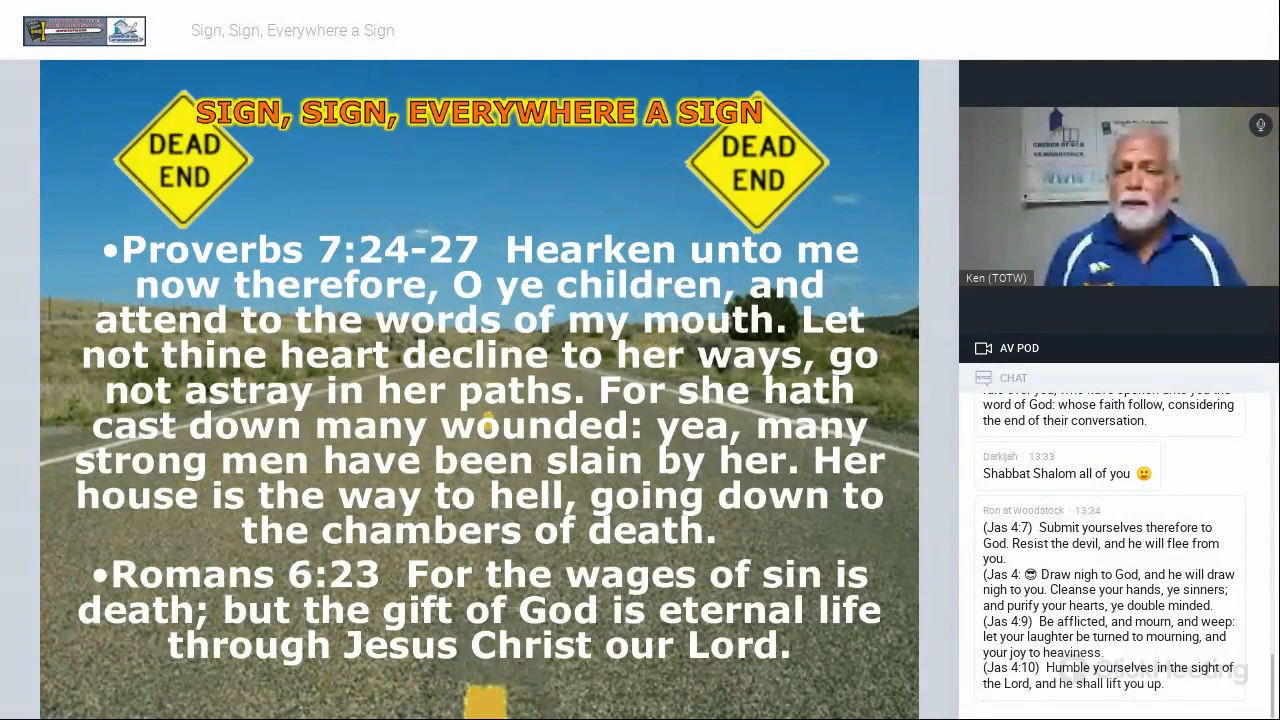 Sign, Sign, Everywhere a Sign
SIGN, SIGN, EVERYWHERE A SIGN
DEAD
END
DEAD
END
•Proverbs 7:24-27 Hearken unto me
now therefore, O ye children, and
attend to the words of my mouth. Let
not thine heart decline to her ways, go
not astray in her paths. For she hath
cast down many wounded: yea, many
strong men have been slain by her. Her
house is the way to hell, going down to
the chambers of death.
•Romans 6:23 For the wages of sin is
death; but the gift of God is eternal life
through Jesus Christ our Lord.
CHURCH OF GOD
Ken (TOTW)
AV POD
CHAT
word of God: whose faith follow, considering
the end of their conversation.
Darkijah · 13:33
Shabbat Shalom all of you 🙂
Ron at Woodstock · 13:34
(Jas 4:7) Submit yourselves therefore to
God. Resist the devil, and he will flee from
you.
(Jas 4: 😎 Draw nigh to God, and he will draw
nigh to you. Cleanse your hands, ye sinners;
and purify your hearts, ye double minded.
(Jas 4:9) Be afflicted, and mourn, and weep:
let your laughter be turned to mourning, and
your joy to heaviness.
(Jas 4:10) Humble yourselves in the sight of
the Lord, and he shall lift you up.
ClickMeeting